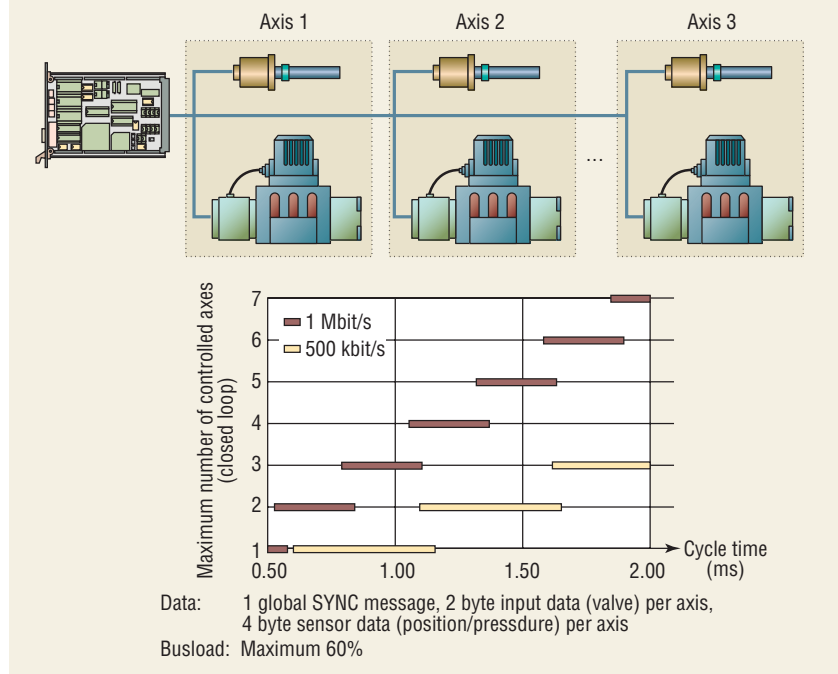 Axis 1
Axis 2
Axis 3
...
Maximum number of controlled axes
(closed loop)
7
6
5
4
3
2
1
1 Mbit/s
500 kbit/s
0.50
1.00
1.50
2.00
Cycle time
(ms)
Data: 1 global SYNC message, 2 byte input data (valve) per axis,
4 byte sensor data (position/pressdure) per axis
Busload: Maximum 60%